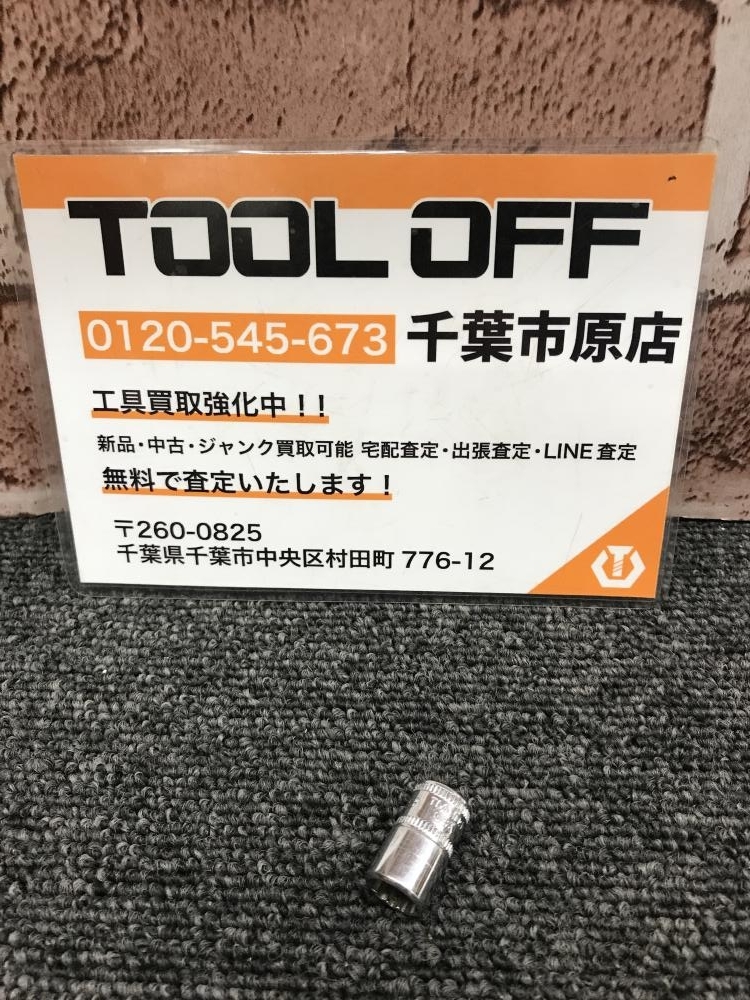 TOOL OFF
0120-545-673 千葉市原店
工具買取強化中！！
新品・中古・ジャンク買取可能 宅配査定・出張査定・LINE査定
無料で査定いたします！
〒260-0825
千葉県千葉市中央区村田町 776-12